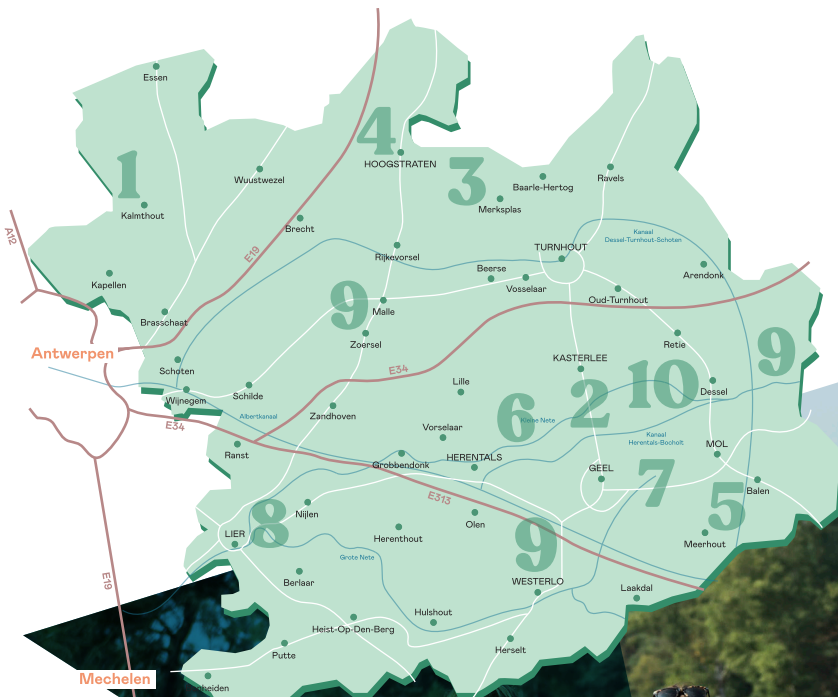 Essen
4
HOOGSTRATEN
1
Wuustwezel
3
Baarle-Hertog
Ravels
Merksplas
Kalmthout
Brecht
A12
E19
Kanaal
Dessel-Turnhout-Schoten
TURNHOUT
Rijkevorsel
Kapellen
Beerse
Vosselaar
Arendonk
Oud-Turnhout
9
Malle
Brasschaat
Zoersel
Retie
9
Antwerpen
KASTERLEE
Schoten
E34
Lille
2
10
Dessel
Wijnegem
Schilde
Albertkanaal
Zandhoven
6
Kleine Nete
E34
Vorselaar
Kanaal
Herentals-Bocholt
MOL
Ranst
Grobbendonk
HERENTALS
GEEL
7
Balen
E313
5
8
Nijlen
Olen
LIER
Herenthout
9
Meerhout
Grote Nete
E19
Berlaar
WESTERLO
Laakdal
Hulshout
Heist-Op-Den-Berg
Herselt
Putte
Mechelen